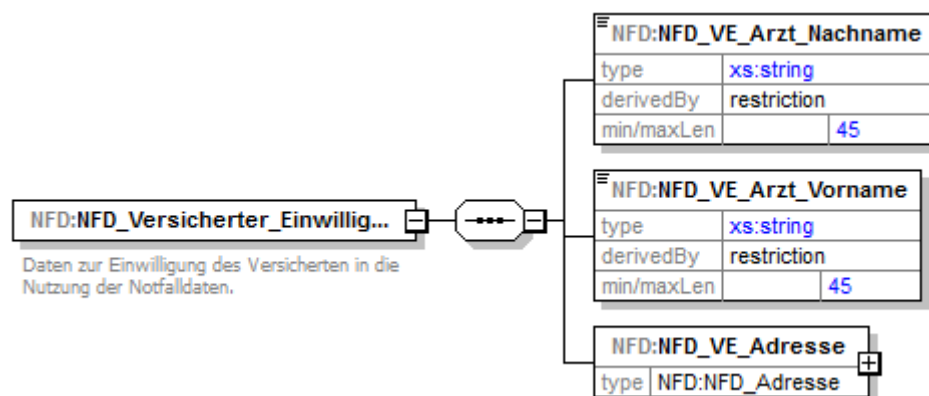 NFD:NFD_VE_Arzt_Nachname
type xs:string
derivedBy restriction
min/maxLen 45
NFD:NFD_VE_Arzt_Vorname
type xs:string
derivedBy restriction
min/maxLen 45
NFD:NFD_Versicherter_Einwillig...
Daten zur Einwilligung des Versicherten in die
Nutzung der Notfalldaten.
NFD:NFD_VE_Adresse
type NFD:NFD_Adresse